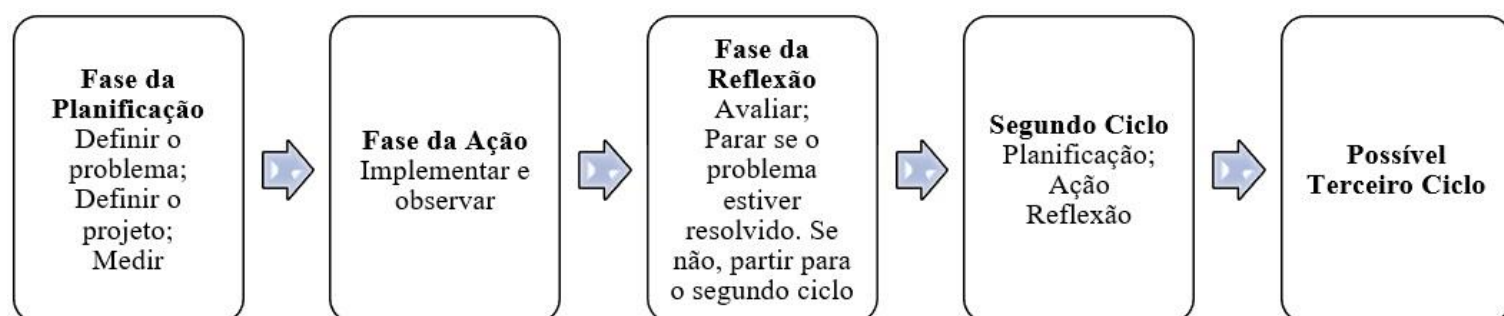 Fase da
Planificação
Definir o
problema;
Definir o
projeto;
Medir
Fase da Ação
Implementar e
observar
Fase da
Reflexão
Avaliar;
Parar se o
problema
estiver
resolvido. Se
não, partir para
o segundo ciclo
Segundo Ciclo
Planificação;
Ação
Reflexão
Possível
Terceiro Ciclo